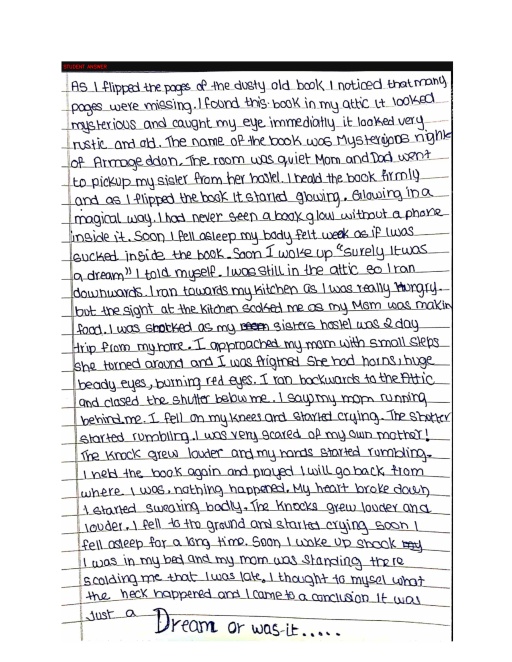 STUDENT ANSWER
As I flipped the pages of the dusty old book I noticed that many
pages were missing. I found this book in my attic it looked
mysterious and caught my eye immediatly it looked very
rustic and old. The name of the book was Mysterious night
of Armage ddon. The room was quiet Mom and Dad went
to pickup my sister from her hostel. I heald the book firmly
and as I flipped the book it started glowing. Glowing in a
magical way. I had never seen a book glow without a phone
inside it. Soon I fell asleep my body felt week as if I was
sucked inside the book. Soon I woke up "surely It was
a dream" I told myself. I was still in the attic so I ran
downwards. I ran towards my kitchen as I was really Hungry.
but the sight at the kitchen scaked me as my Mom was makin
food. I was shocked as my sisters hostel was 2 day
trip from my home. I approached my mom with small steps
she turned around and I was frigtned She had horns, huge
beady eyes, burning red eyes. I ran backwards to the Attic
and closed the shutter below me. I say my mom running
behind me. I fell on my knees and started crying. The Shutter
started rumbling. I was very scared of my own mother!
The knock grew louder and my hands started rumbling.
I held the book again and prayed I will go back from
where I was. nothing happened. My heart broke down
I started sweating badly. The knocks grew louder and
louder. I fell to the ground and started crying soon I
fell asleep for a long time. Soon I woke up shook
I was in my bed and my mom was standing there
scolding me that I was late, I thought to mysel what
the heck happened and I came to a conclusion It was
Just a Dream or was it.....